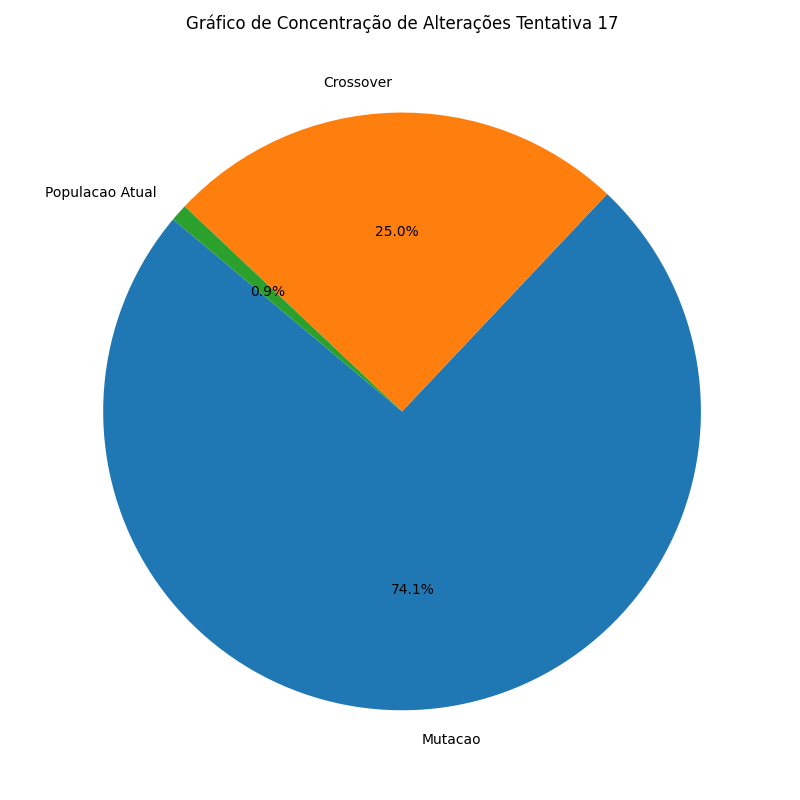 Gráfico de Concentração de Alterações Tentativa 17
Crossover
Populacao Atual
25.0%
0.9%
74.1%
Mutacao